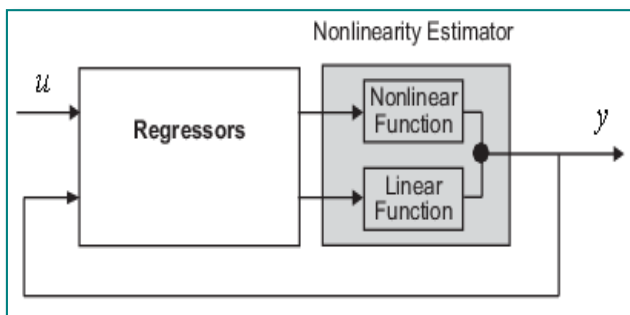 Nonlinearity Estimator
u
Regressors
Nonlinear
Function
Linear
Function
y